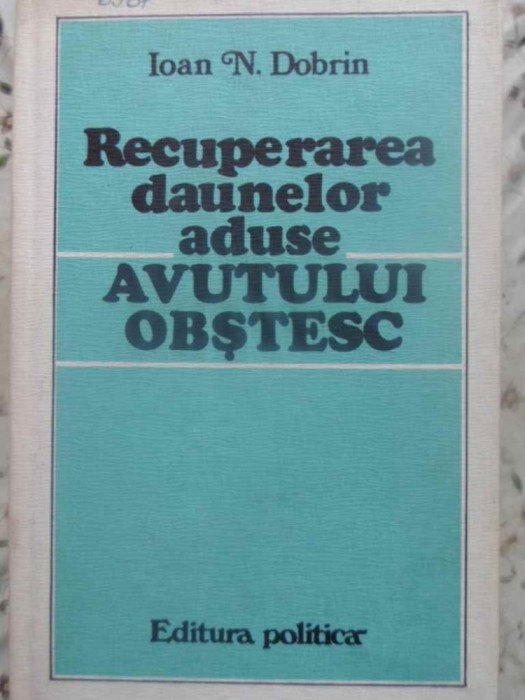 Ioan N. Dobrin
Recuperarea
daunelor
aduse
AVUTULUI
OBȘTESC
Editura politică